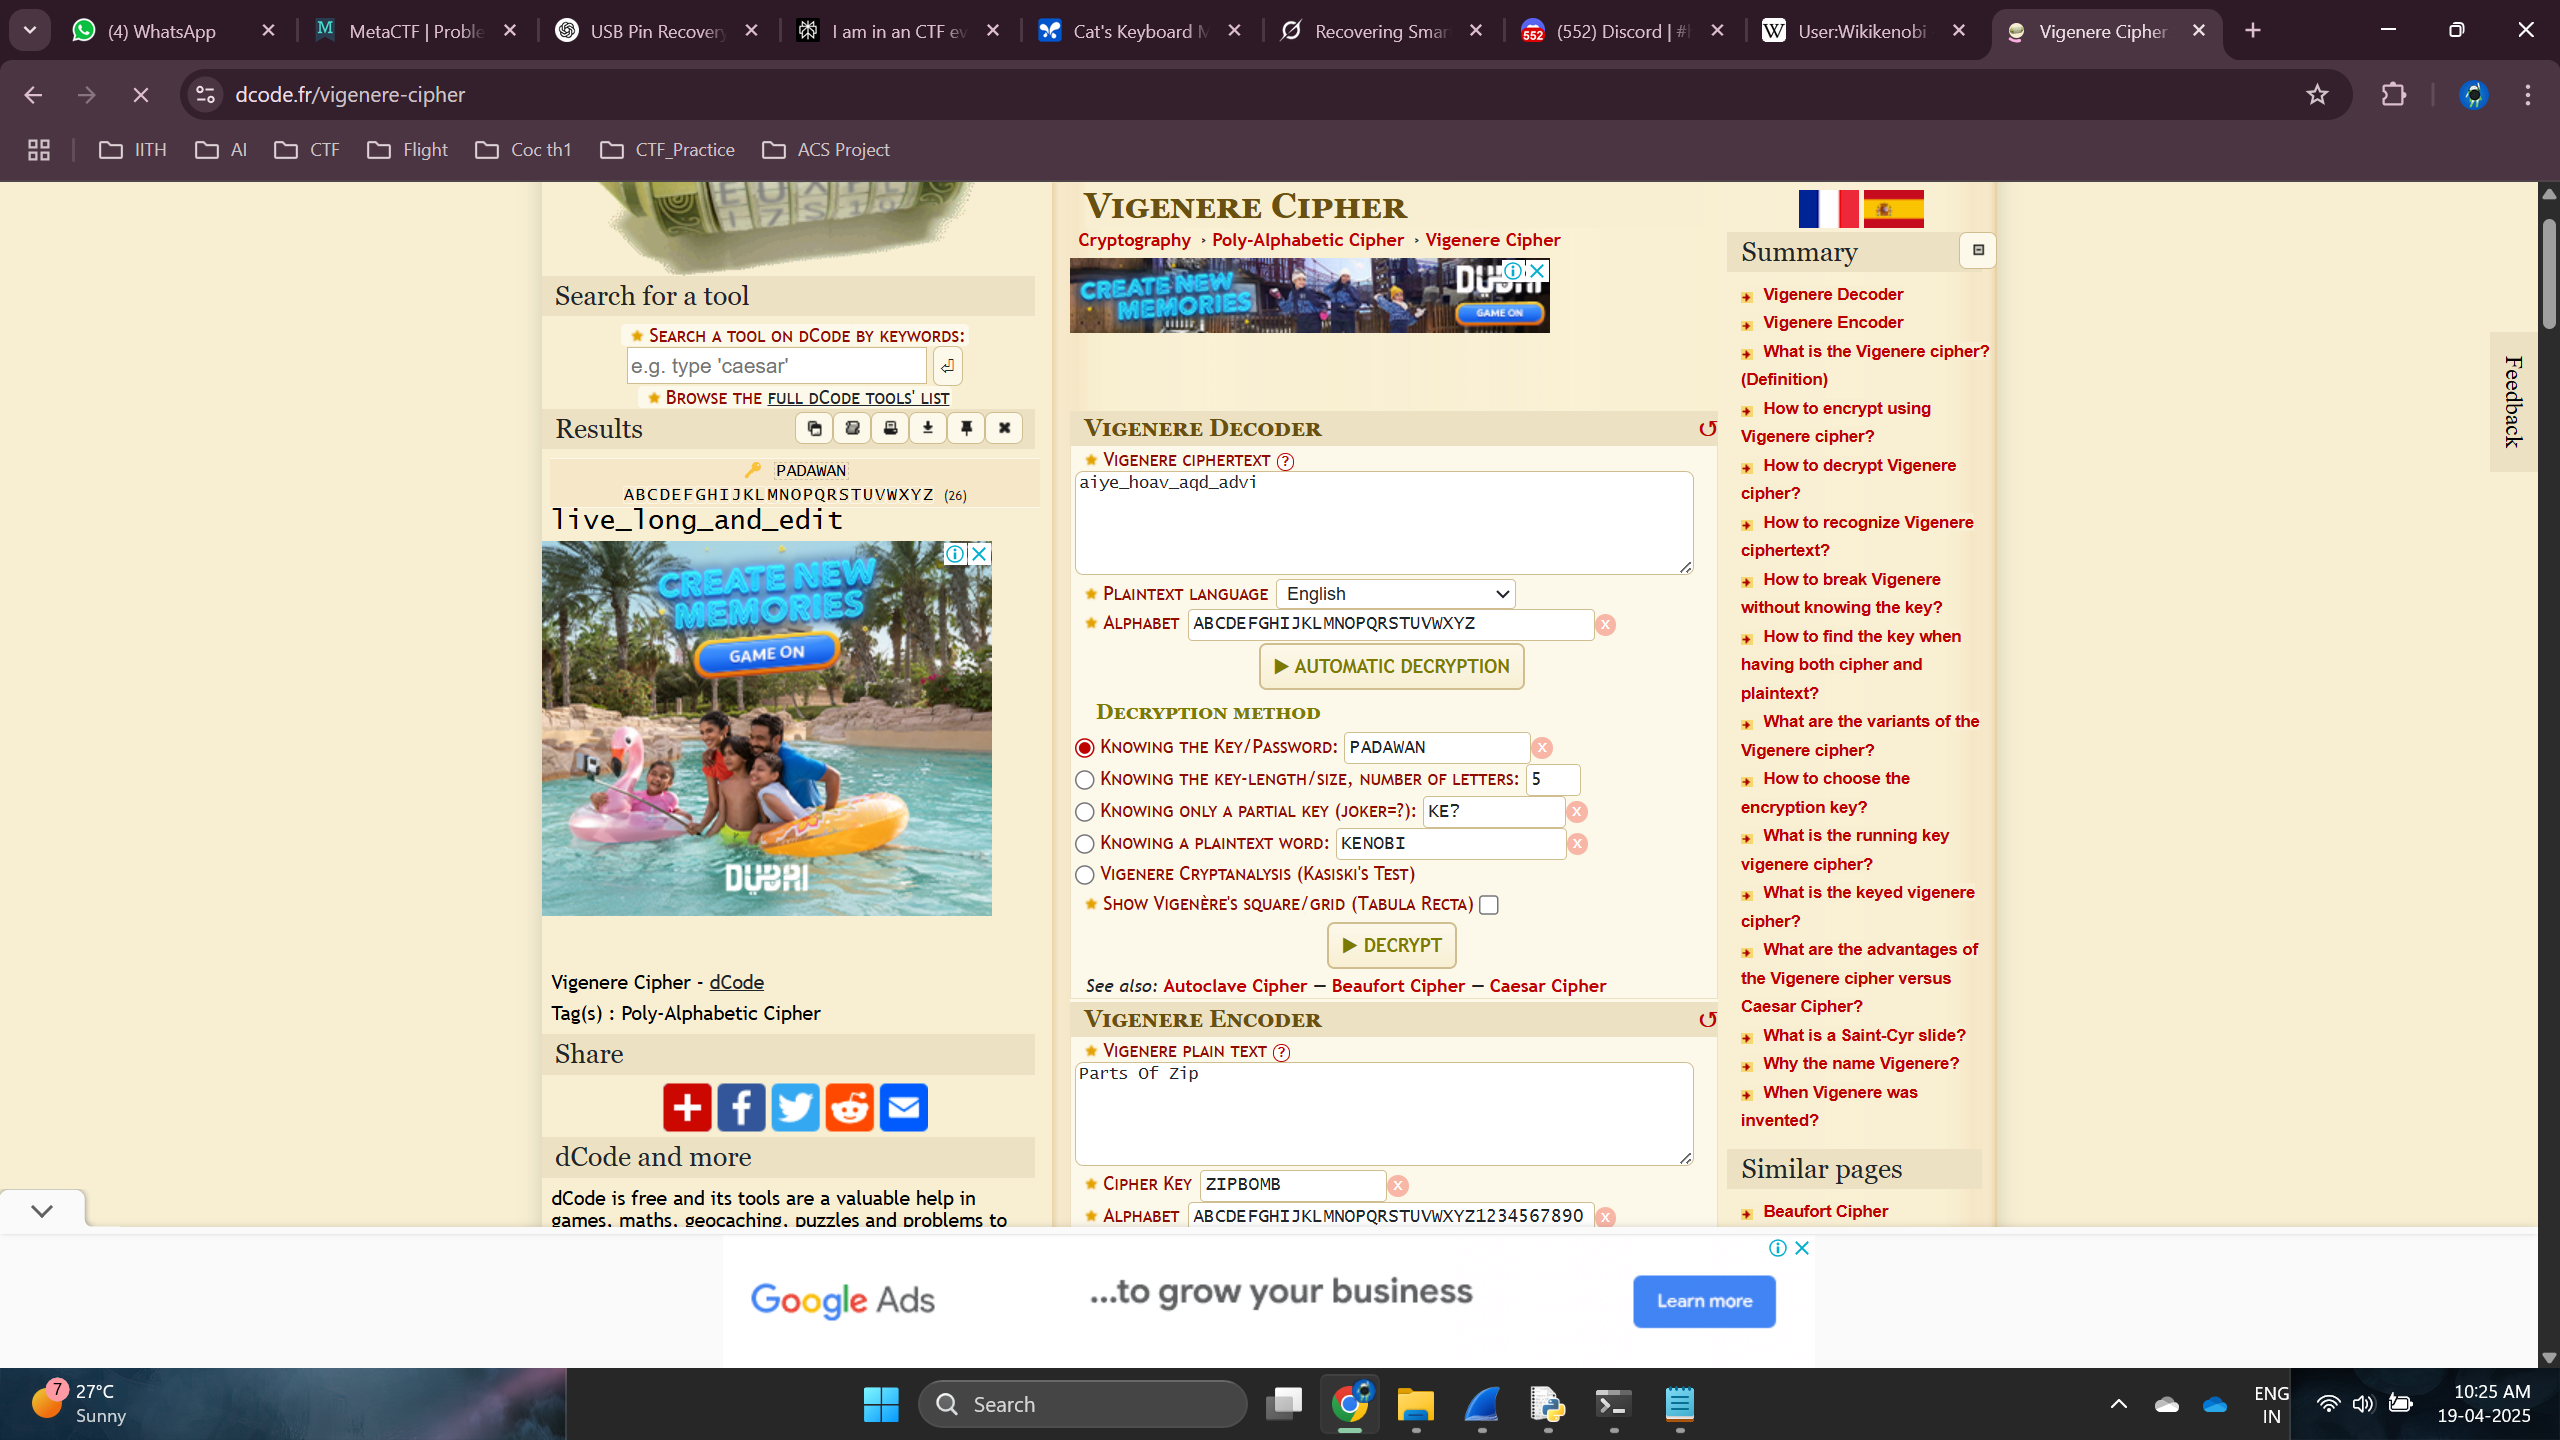 (4) WhatsApp
MetaCTF | Proble
USB Pin Recovery
I am in an CTF ev
Cat's Keyboard M
Recovering Smar
(552) Discord | #
User:Wikikenobi
Vigenere Cipher
dcode.fr/vigenere-cipher
IITH
AI
CTF
Flight
Coc th1
CTF_Practice
ACS Project
Search for a tool
★ Search a tool on dCode by keywords:
e.g. type 'caesar'
★ Browse the full dCode tools' list
Results
PADAWAN
ABCDEFGHIJKLMNOPQRSTUVWXYZ (26)
live_long_and_edit
CREATE NEW
MEMORIES
GAME ON
DUBAI
Vigenere Cipher - dCode
Tag(s) : Poly-Alphabetic Cipher
Share
dCode and more
dCode is free and its tools are a valuable help in
games, maths, geocaching, puzzles and problems to
Vigenere Cipher
Cryptography › Poly-Alphabetic Cipher › Vigenere Cipher
CREATE NEW
MEMORIES
DUBAI
GAME ON
Vigenere Decoder
★ Vigenere ciphertext ?
aiye_hoav_aqd_advi
★ Plaintext language English
★ Alphabet ABCDEFGHIJKLMNOPQRSTUVWXYZ x
▶ AUTOMATIC DECRYPTION
Decryption method
Knowing the Key/Password: PADAWAN x
Knowing the key-length/size, number of letters: 5
Knowing only a partial key (joker=?): KE? x
Knowing a plaintext word: KENOBI x
Vigenere Cryptanalysis (Kasiski's Test)
★ Show Vigenère's square/grid (Tabula Recta)
▶ DECRYPT
See also: Autoclave Cipher — Beaufort Cipher — Caesar Cipher
Vigenere Encoder
★ Vigenere plain text ?
Parts Of Zip
★ Cipher Key ZIPBOMB x
★ Alphabet ABCDEFGHIJKLMNOPQRSTUVWXYZ1234567890 x
Summary
Vigenere Decoder
Vigenere Encoder
What is the Vigenere cipher?
(Definition)
How to encrypt using
Vigenere cipher?
How to decrypt Vigenere
cipher?
How to recognize Vigenere
ciphertext?
How to break Vigenere
without knowing the key?
How to find the key when
having both cipher and
plaintext?
What are the variants of the
Vigenere cipher?
How to choose the
encryption key?
What is the running key
vigenere cipher?
What is the keyed vigenere
cipher?
What are the advantages of
the Vigenere cipher versus
Caesar Cipher?
What is a Saint-Cyr slide?
Why the name Vigenere?
When Vigenere was
invented?
Similar pages
Beaufort Cipher
Feedback
Google Ads
...to grow your business
Learn more
7
27°C
Sunny
Search
ENG
IN
10:25 AM
19-04-2025